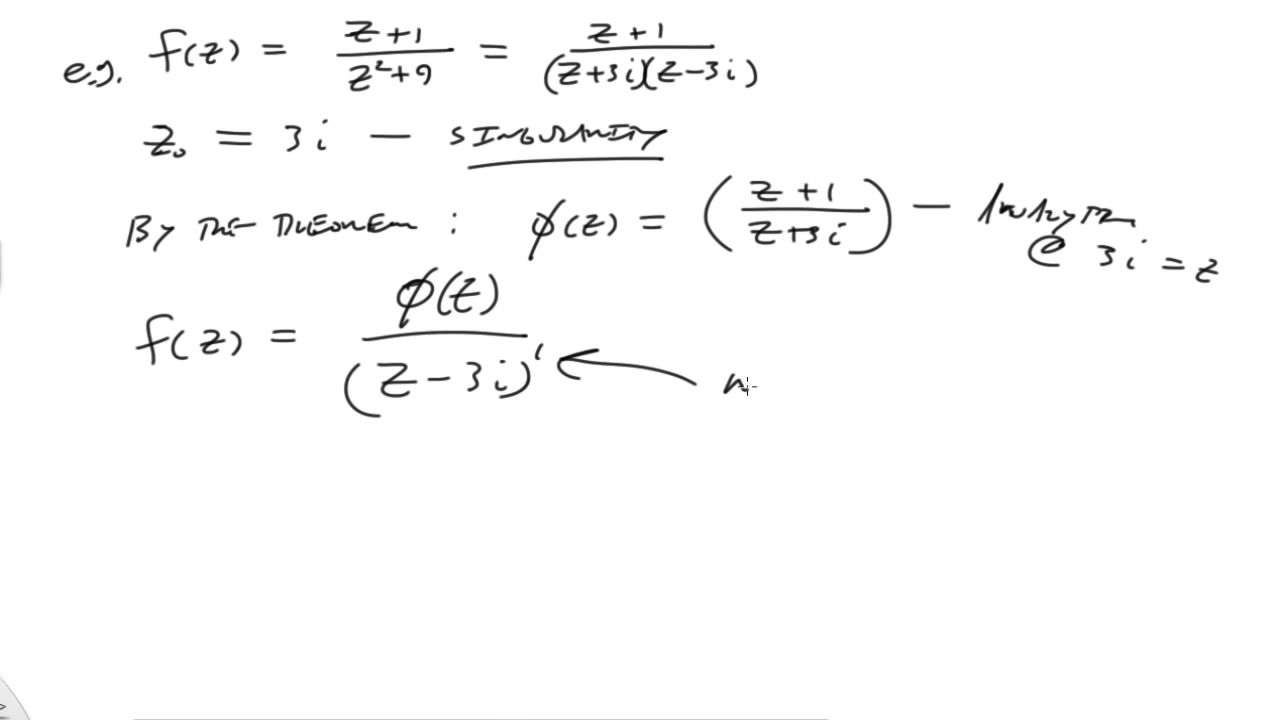 e.g. f(z) = z+1 / z²+9 = z+1 / (z+3i)(z-3i)
z₀ = 3i – SINGULARITY
BY THE THEOREM : φ(z) = (z+1 / z+3i) – ANALYTIC
@ 3i = z
f(z) = φ(z) / (z-3i)¹ ←